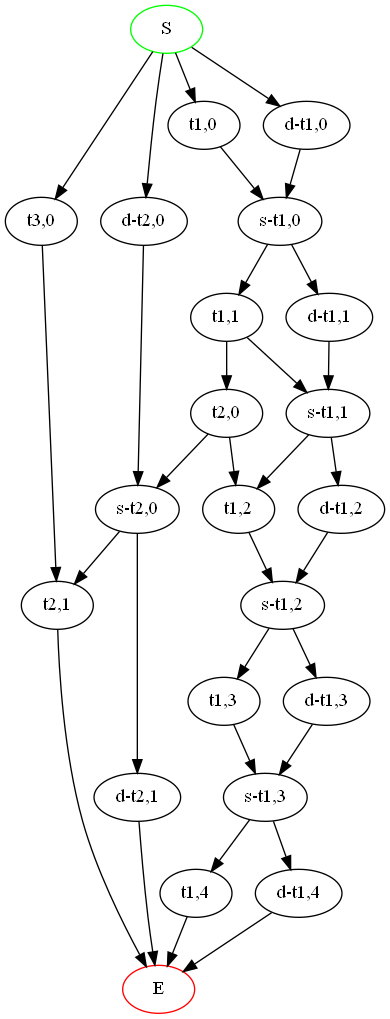 S
t1,0
d-t1,0
t3,0
d-t2,0
s-t1,0
t1,1
d-t1,1
t2,0
s-t1,1
s-t2,0
t1,2
d-t1,2
t2,1
s-t1,2
t1,3
d-t1,3
d-t2,1
s-t1,3
t1,4
d-t1,4
E